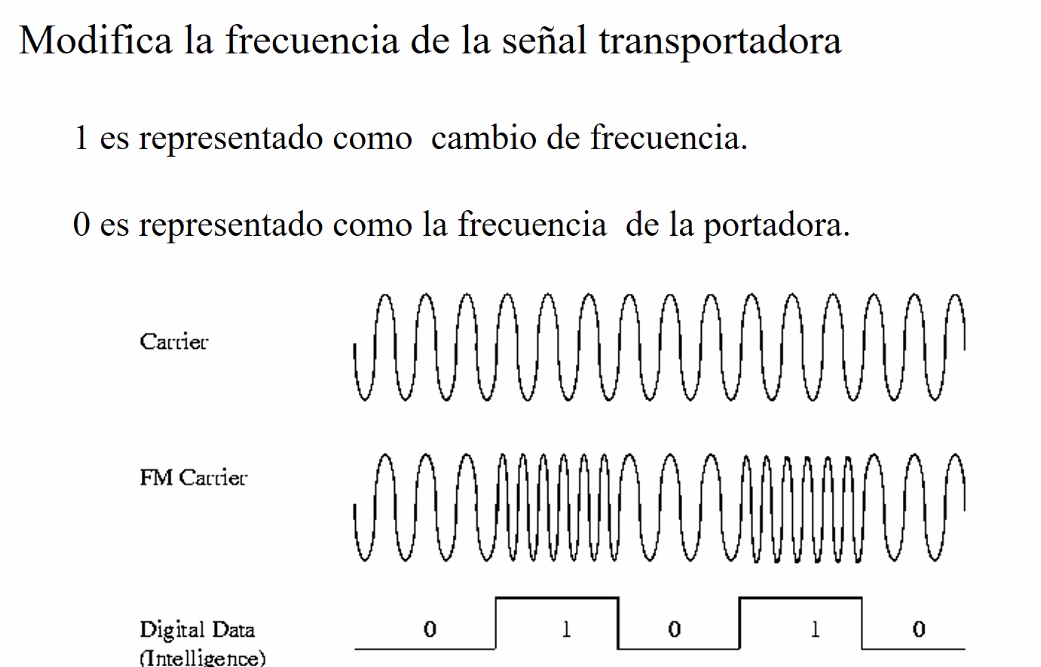 Modifica la frecuencia de la señal transportadora
1 es representado como cambio de frecuencia.
0 es representado como la frecuencia de la portadora.
Carrier
FM Carrier
Digital Data 0 1 0 1 0
(Intelligence)